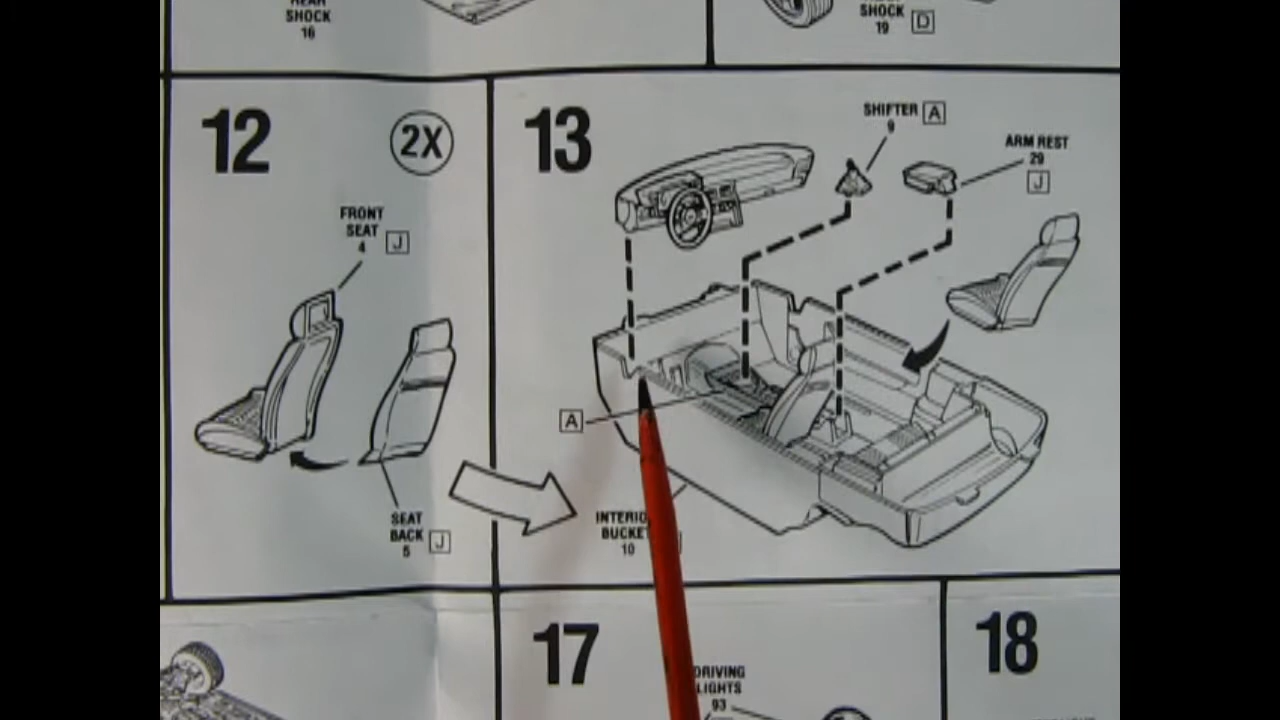 SHOCK
16
SHOCK
19 D
12
2X
FRONT
SEAT
4 J
SEAT
BACK J
5
13
SHIFTER A
9
ARM REST
29
J
A
BUCKET
10
17
DRIVING
LIGHTS
93
18